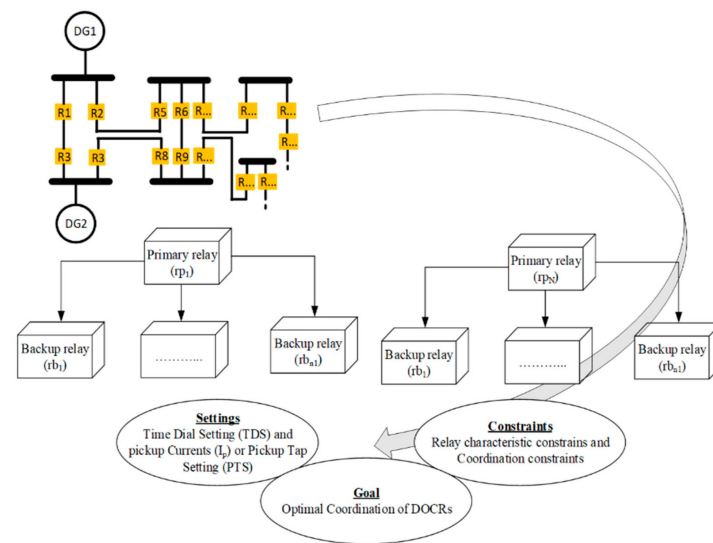 DG1
R1
R2
R5
R6
R...
R...
R...
R...
R3
R3
R8
R9
R...
R...
R...
DG2
Primary relay
(rp1)
Backup relay
(rb1)
………...
Backup relay
(rbn1)
Primary relay
(rpN)
Backup relay
(rb1)
………...
Backup relay
(rbn1)
Settings
Time Dial Setting (TDS) and
pickup Currents (Ip) or Pickup Tap
Setting (PTS)
Constraints
Relay characteristic constrains and
Coordination constraints
Goal
Optimal Coordination of DOCRs